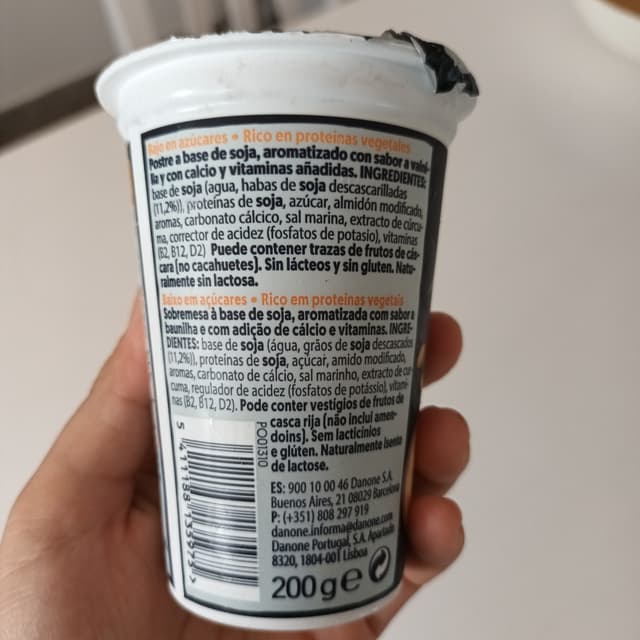 Bajo en azúcares • Rico en proteínas vegetales
Postre a base de soja, aromatizado con sabor a vaini-
lla y con calcio y vitaminas añadidas. INGREDIENTES:
base de soja (agua, habas de soja descascarilladas
(11,2%)), proteínas de soja, azúcar, almidón modificado,
aromas, carbonato cálcico, sal marina, extracto de cúrcu-
ma, corrector de acidez (fosfatos de potasio), vitaminas
(B2, B12, D2) Puede contener trazas de frutos de cás-
cara (no cacahuetes). Sin lácteos y sin gluten. Natu-
ralmente sin lactosa.
Baixo em açúcares • Rico em proteínas vegetais
Sobremesa à base de soja, aromatizada com sabor a
baunilha e com adição de cálcio e vitaminas. INGRE-
DIENTES: base de soja (água, grãos de soja descascados
(11,2%)), proteínas de soja, açúcar, amido modificado,
aromas, carbonato de cálcio, sal marinho, extracto de cur-
cuma, regulador de acidez (fosfatos de potássio), vitami-
nas (B2, B12, D2). Pode conter vestígios de frutos de
casca rija (não inclui amen-
doins). Sem lacticínios
e glúten. Naturalmente isento
de lactose.
PO01310
ES: 900 10 00 46 Danone S.A.
Buenos Aires, 21 08029 Barcelona
P: (+351) 808 297 919
danone.informa@danone.com
Danone Portugal, S.A. Apartado
8320, 1804-001 Lisboa
200 g e
5 411188 135973 >